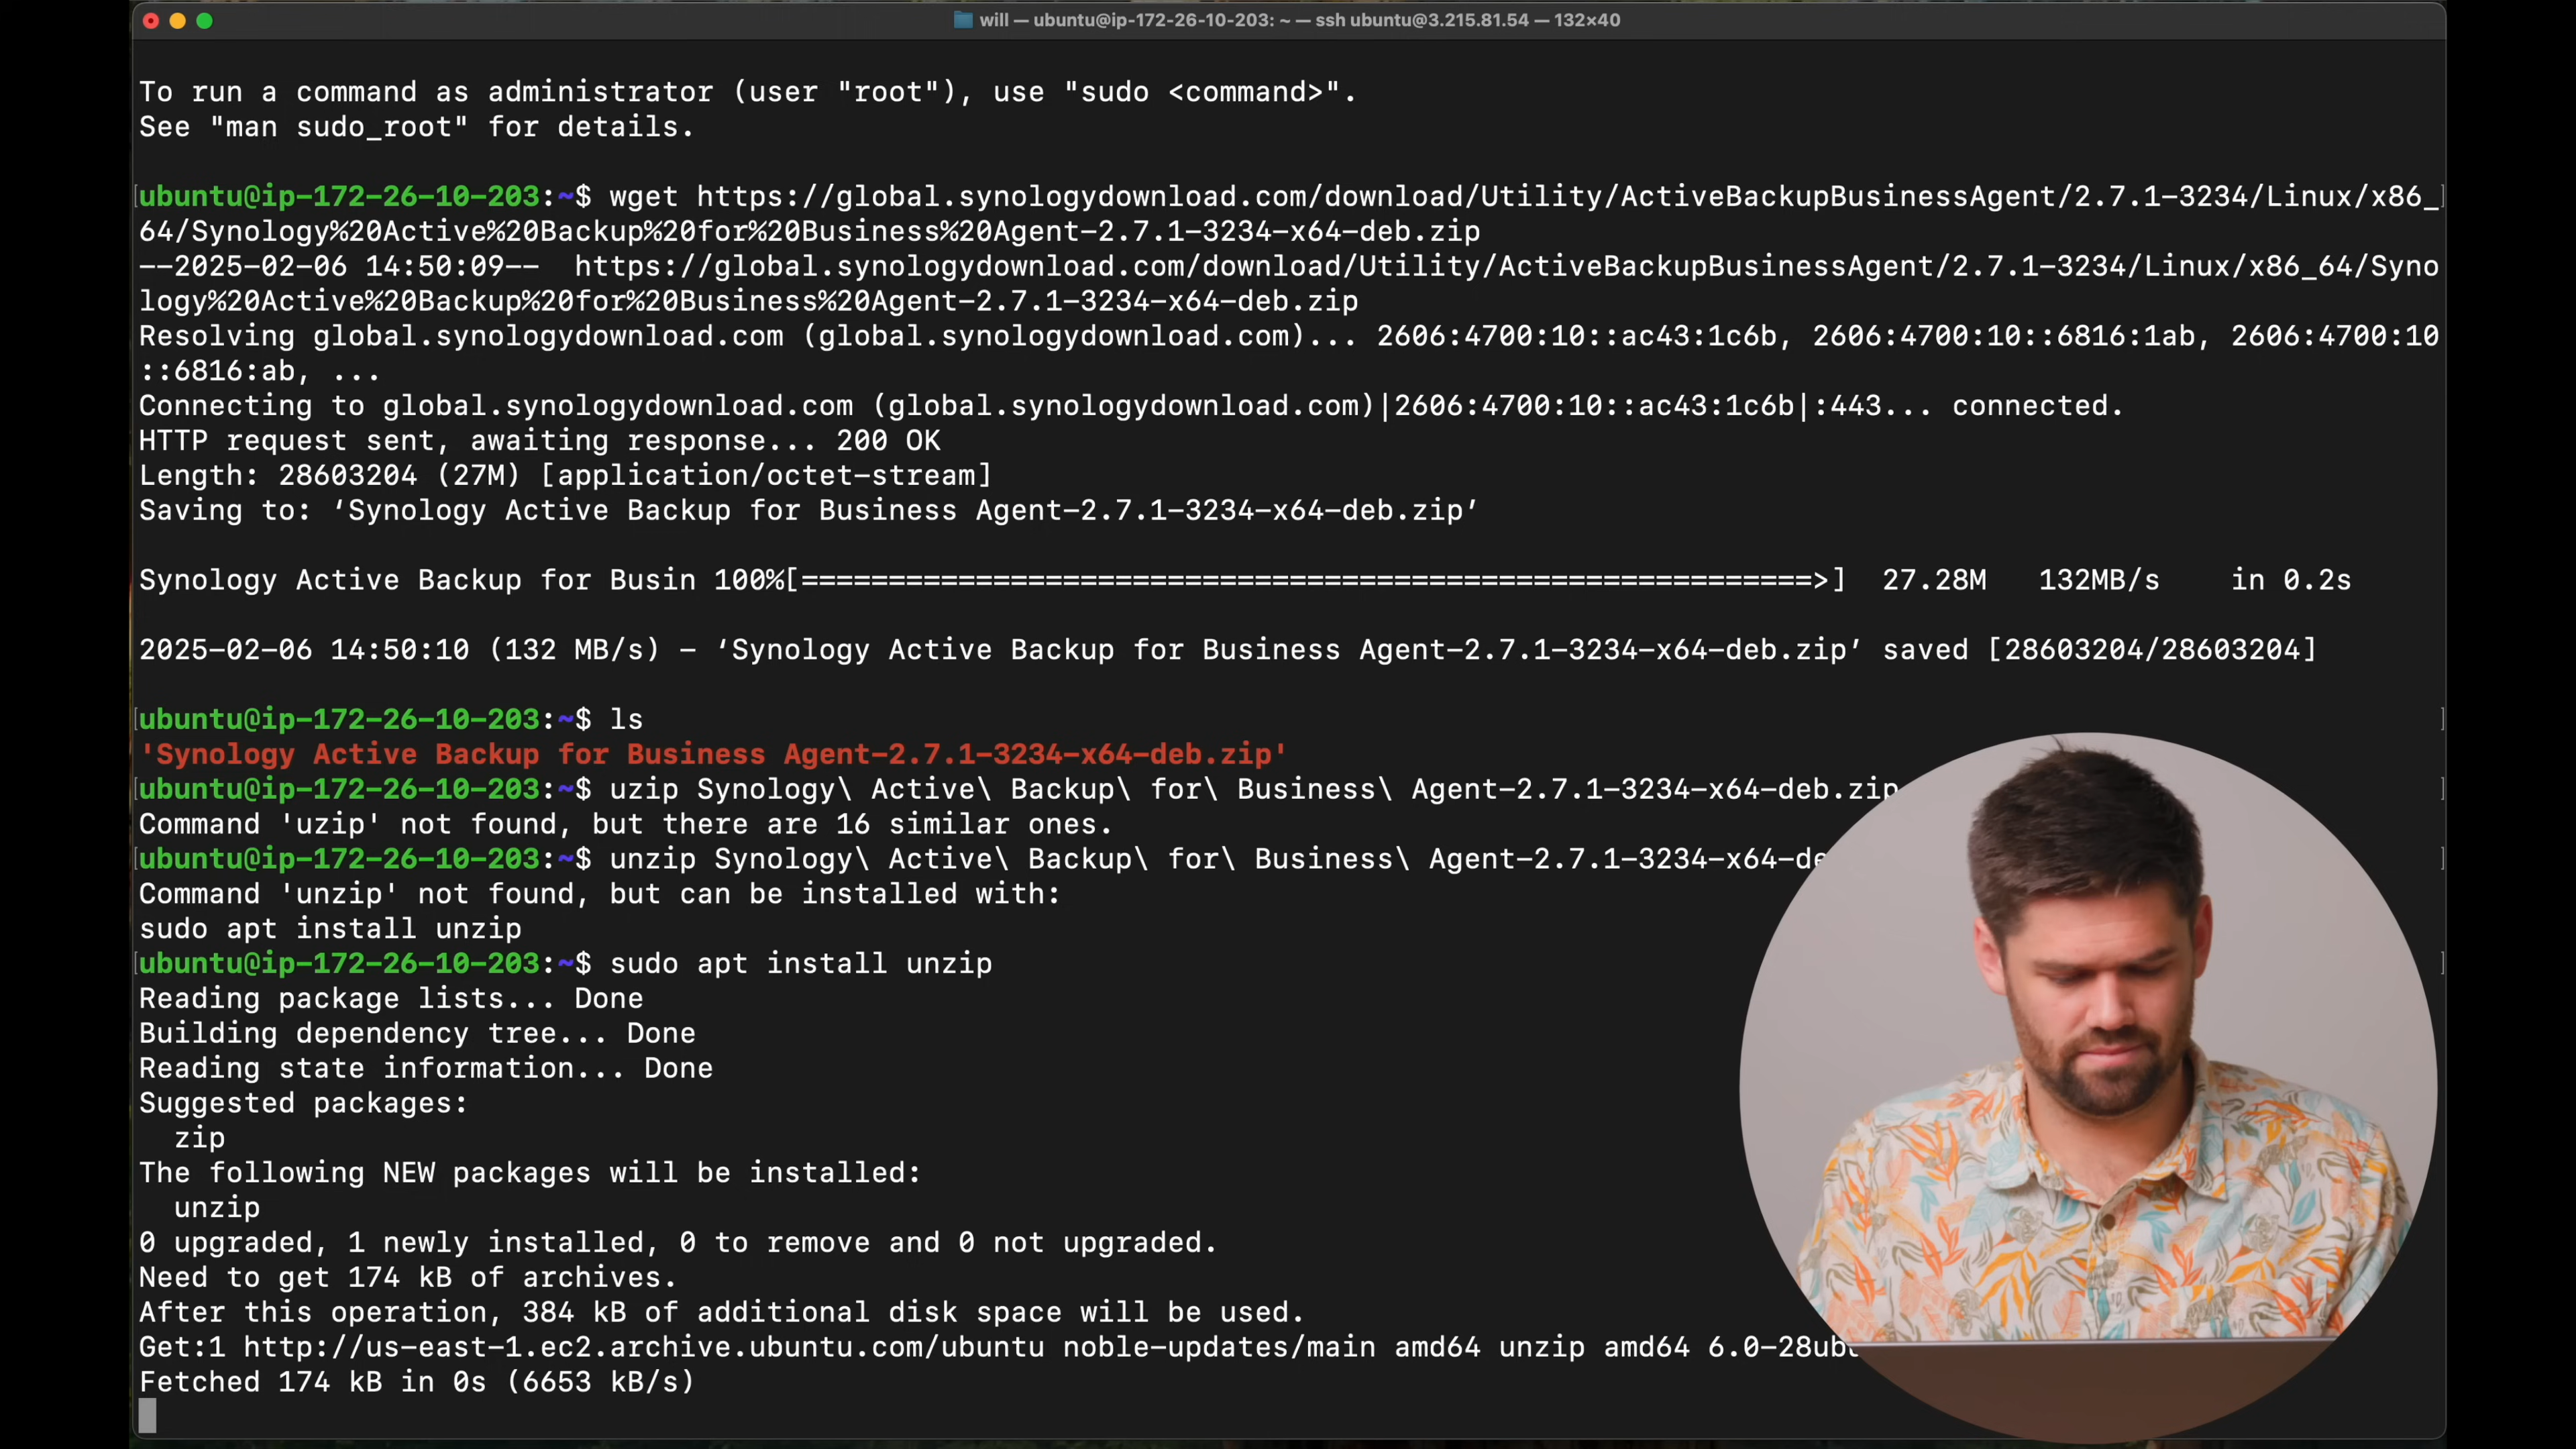 will — ubuntu@ip-172-26-10-203: ~ — ssh ubuntu@3.215.81.54 — 132×40
To run a command as administrator (user "root"), use "sudo <command>".
See "man sudo_root" for details.
ubuntu@ip-172-26-10-203:~$ wget https://global.synologydownload.com/download/Utility/ActiveBackupBusinessAgent/2.7.1-3234/Linux/x86_
64/Synology%20Active%20Backup%20for%20Business%20Agent-2.7.1-3234-x64-deb.zip
--2025-02-06 14:50:09--  https://global.synologydownload.com/download/Utility/ActiveBackupBusinessAgent/2.7.1-3234/Linux/x86_64/Syno
logy%20Active%20Backup%20for%20Business%20Agent-2.7.1-3234-x64-deb.zip
Resolving global.synologydownload.com (global.synologydownload.com)... 2606:4700:10::ac43:1c6b, 2606:4700:10::6816:1ab, 2606:4700:10
::6816:ab, ...
Connecting to global.synologydownload.com (global.synologydownload.com)|2606:4700:10::ac43:1c6b|:443... connected.
HTTP request sent, awaiting response... 200 OK
Length: 28603204 (27M) [application/octet-stream]
Saving to: ‘Synology Active Backup for Business Agent-2.7.1-3234-x64-deb.zip’
Synology Active Backup for Busin 100%[==========================================================>]  27.28M   132MB/s    in 0.2s
2025-02-06 14:50:10 (132 MB/s) - ‘Synology Active Backup for Business Agent-2.7.1-3234-x64-deb.zip’ saved [28603204/28603204]
ubuntu@ip-172-26-10-203:~$ ls
'Synology Active Backup for Business Agent-2.7.1-3234-x64-deb.zip'
ubuntu@ip-172-26-10-203:~$ uzip Synology\ Active\ Backup\ for\ Business\ Agent-2.7.1-3234-x64-deb.zip
Command 'uzip' not found, but there are 16 similar ones.
ubuntu@ip-172-26-10-203:~$ unzip Synology\ Active\ Backup\ for\ Business\ Agent-2.7.1-3234-x64-de
Command 'unzip' not found, but can be installed with:
sudo apt install unzip
ubuntu@ip-172-26-10-203:~$ sudo apt install unzip
Reading package lists... Done
Building dependency tree... Done
Reading state information... Done
Suggested packages:
  zip
The following NEW packages will be installed:
  unzip
0 upgraded, 1 newly installed, 0 to remove and 0 not upgraded.
Need to get 174 kB of archives.
After this operation, 384 kB of additional disk space will be used.
Get:1 http://us-east-1.ec2.archive.ubuntu.com/ubuntu noble-updates/main amd64 unzip amd64 6.0-28ub
Fetched 174 kB in 0s (6653 kB/s)